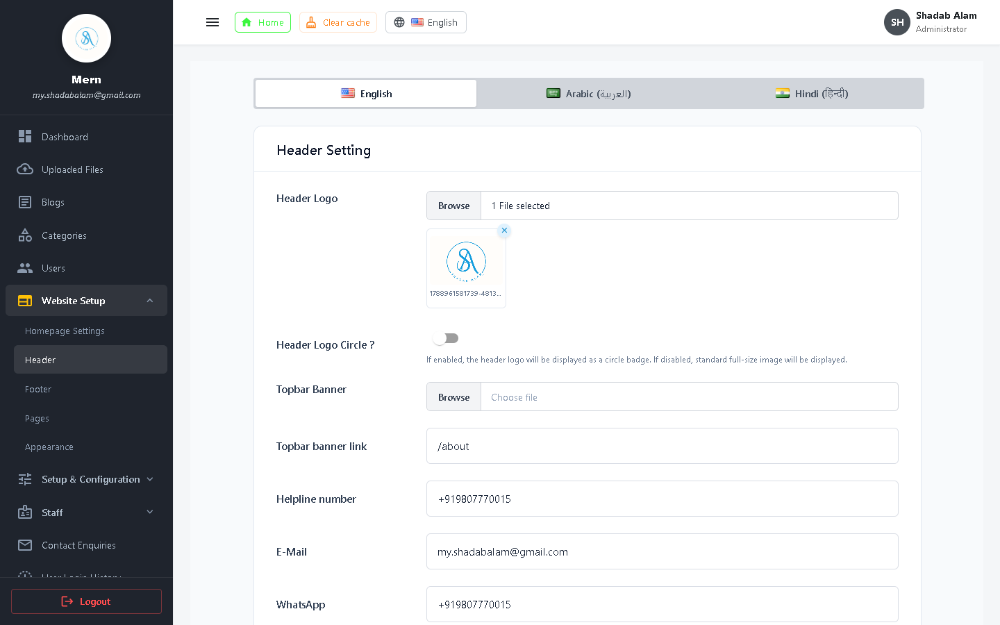 Mern
my.shadabalam@gmail.com
Dashboard
Uploaded Files
Blogs
Categories
Users
Website Setup
Homepage Settings
Header
Footer
Pages
Appearance
Setup & Configuration
Staff
Contact Enquiries
User Login History
Logout
Home
Clear cache
English
SH
Shadab Alam
Administrator
English
Arabic (العربية)
Hindi (हिन्दी)
Header Setting
Header Logo
Browse
1 File selected
1788961581739-4813...
Header Logo Circle ?
If enabled, the header logo will be displayed as a circle badge. If disabled, standard full-size image will be displayed.
Topbar Banner
Browse
Choose file
Topbar banner link
/about
Helpline number
+919807770015
E-Mail
my.shadabalam@gmail.com
WhatsApp
+919807770015